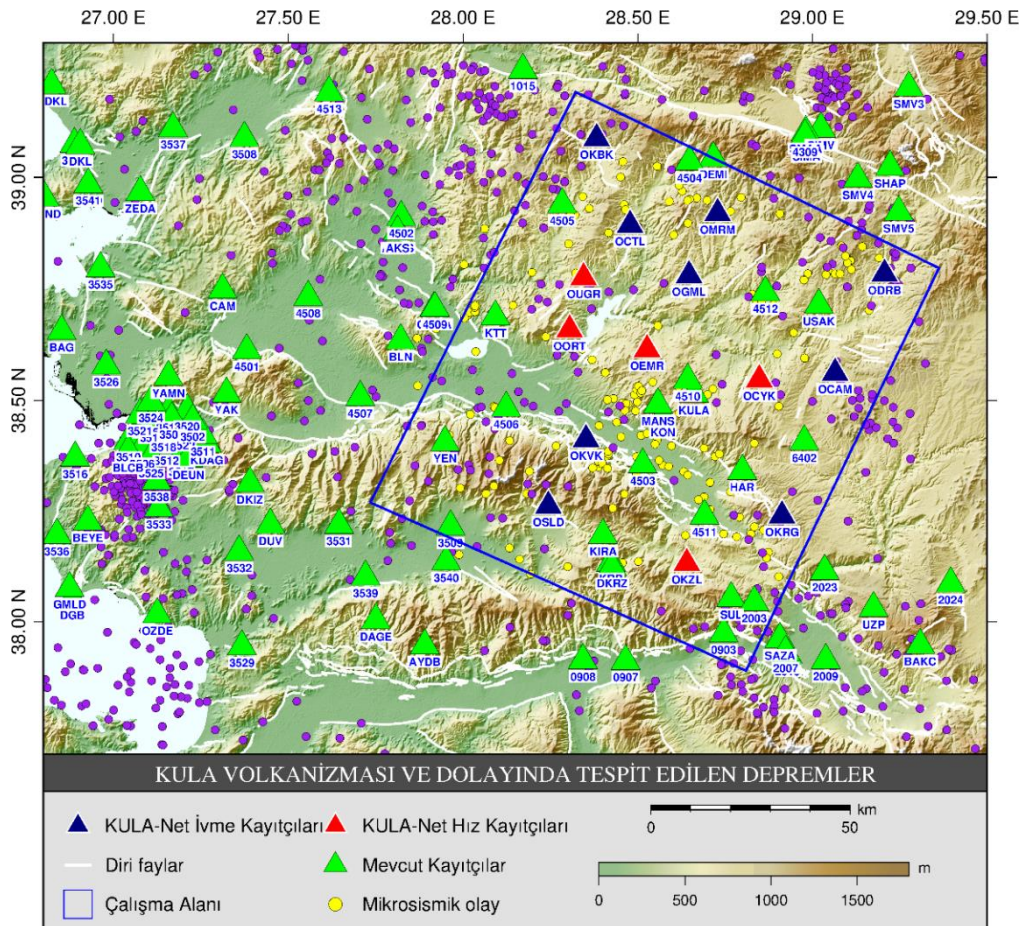 27.00 E 27.50 E 28.00 E 28.50 E 29.00 E 29.50 E
39.00 N
38.50 N
38.00 N
DKL
4513
1015
SMV3
3537
3508
OKBK
4309
DKL
4504
SHAP
3541
ZEDA
SMV4
4505
OMRM
SMV5
4502
AKS
OCTL
3535
CAM
4508
OUGR
OGML
4512
ODRB
USAK
4509
KTT
BAG
OORT
BLN
3526
4501
OEMR
YAMN
YAK
4507
4510
KULA
OCYK
OCAM
3524
4506
MANS
KON
3520
3502
3521
3511
3518
3512
3516
BLCB
KDAG
DEUN
YEN
OKVK
4503
6402
HAR
3538
DKIZ
3533
OSLD
4511
OKRG
BEYE
3536
DUV
3531
3509
KIRA
3532
3540
OKZL
DKRZ
2023
3539
GMLD
DGB
SUL
2003
2024
OZDE
DAGE
UZP
3529
AYDB
0903
SAZA
2007
BAKC
0908
0907
2009
KULA VOLKANİZMASI VE DOLAYINDA TESPİT EDİLEN DEPREMLER
KULA-Net İvme Kayıtçıları
KULA-Net Hız Kayıtçıları
km
0 50
Diri faylar
Mevcut Kayıtçılar
m
0 500 1000 1500
Çalışma Alanı
Mikrosismik olay